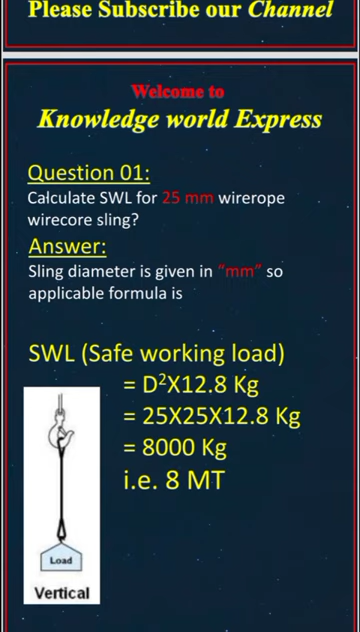 Please Subscribe our Channel
Welcome to
Knowledge world Express
Question 01:
Calculate SWL for 25 mm wirerope
wirecore sling?
Answer:
Sling diameter is given in “mm” so
applicable formula is
SWL (Safe working load)
= D²X12.8 Kg
= 25X25X12.8 Kg
= 8000 Kg
i.e. 8 MT
Load
Vertical